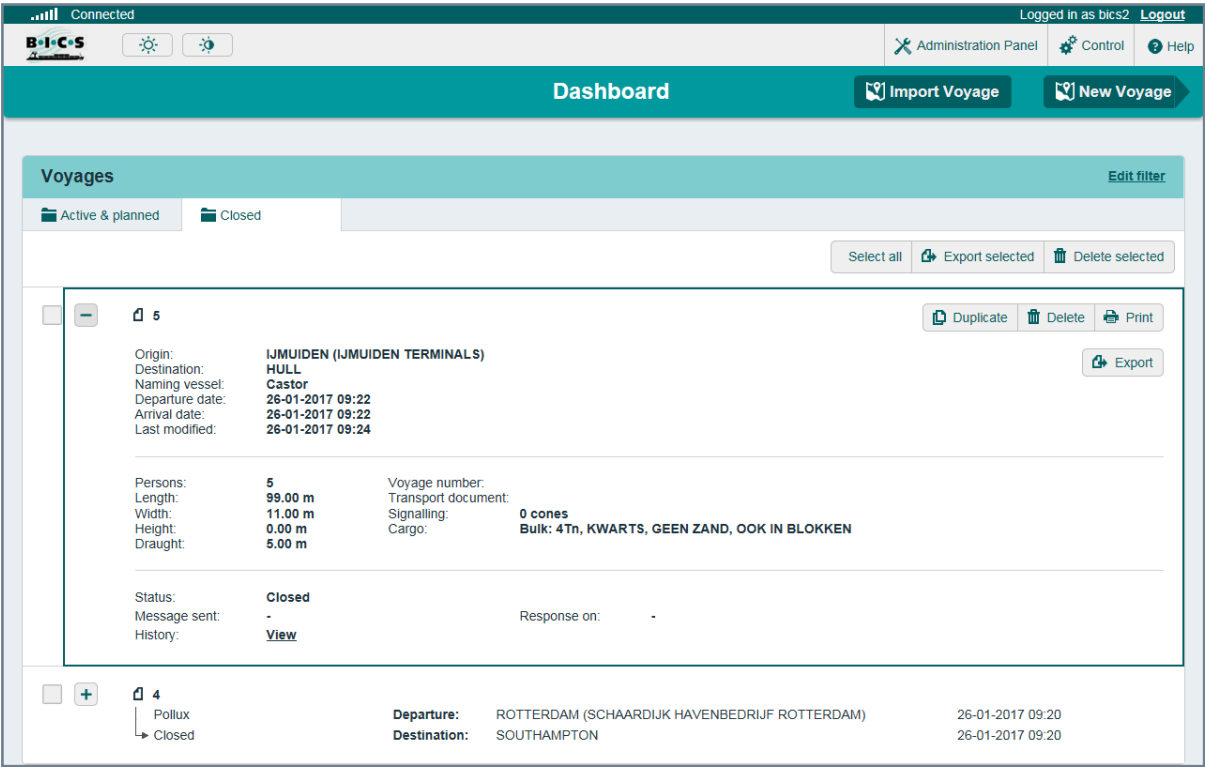 Connected Logged in as bics2 Logout
B•I•C•S Administration Panel Control Help
Dashboard Import Voyage New Voyage
Voyages Edit filter
Active & planned Closed
Select all Export selected Delete selected
5 Duplicate Delete Print
Origin: IJMUIDEN (IJMUIDEN TERMINALS) Export
Destination: HULL
Naming vessel: Castor
Departure date: 26-01-2017 09:22
Arrival date: 26-01-2017 09:22
Last modified: 26-01-2017 09:24
Persons: 5 Voyage number:
Length: 99.00 m Transport document:
Width: 11.00 m Signalling: 0 cones
Height: 0.00 m Cargo: Bulk: 4Tn, KWARTS, GEEN ZAND, OOK IN BLOKKEN
Draught: 5.00 m
Status: Closed
Message sent: - Response on: -
History: View
4
Pollux Departure: ROTTERDAM (SCHAARDIJK HAVENBEDRIJF ROTTERDAM) 26-01-2017 09:20
Closed Destination: SOUTHAMPTON 26-01-2017 09:20